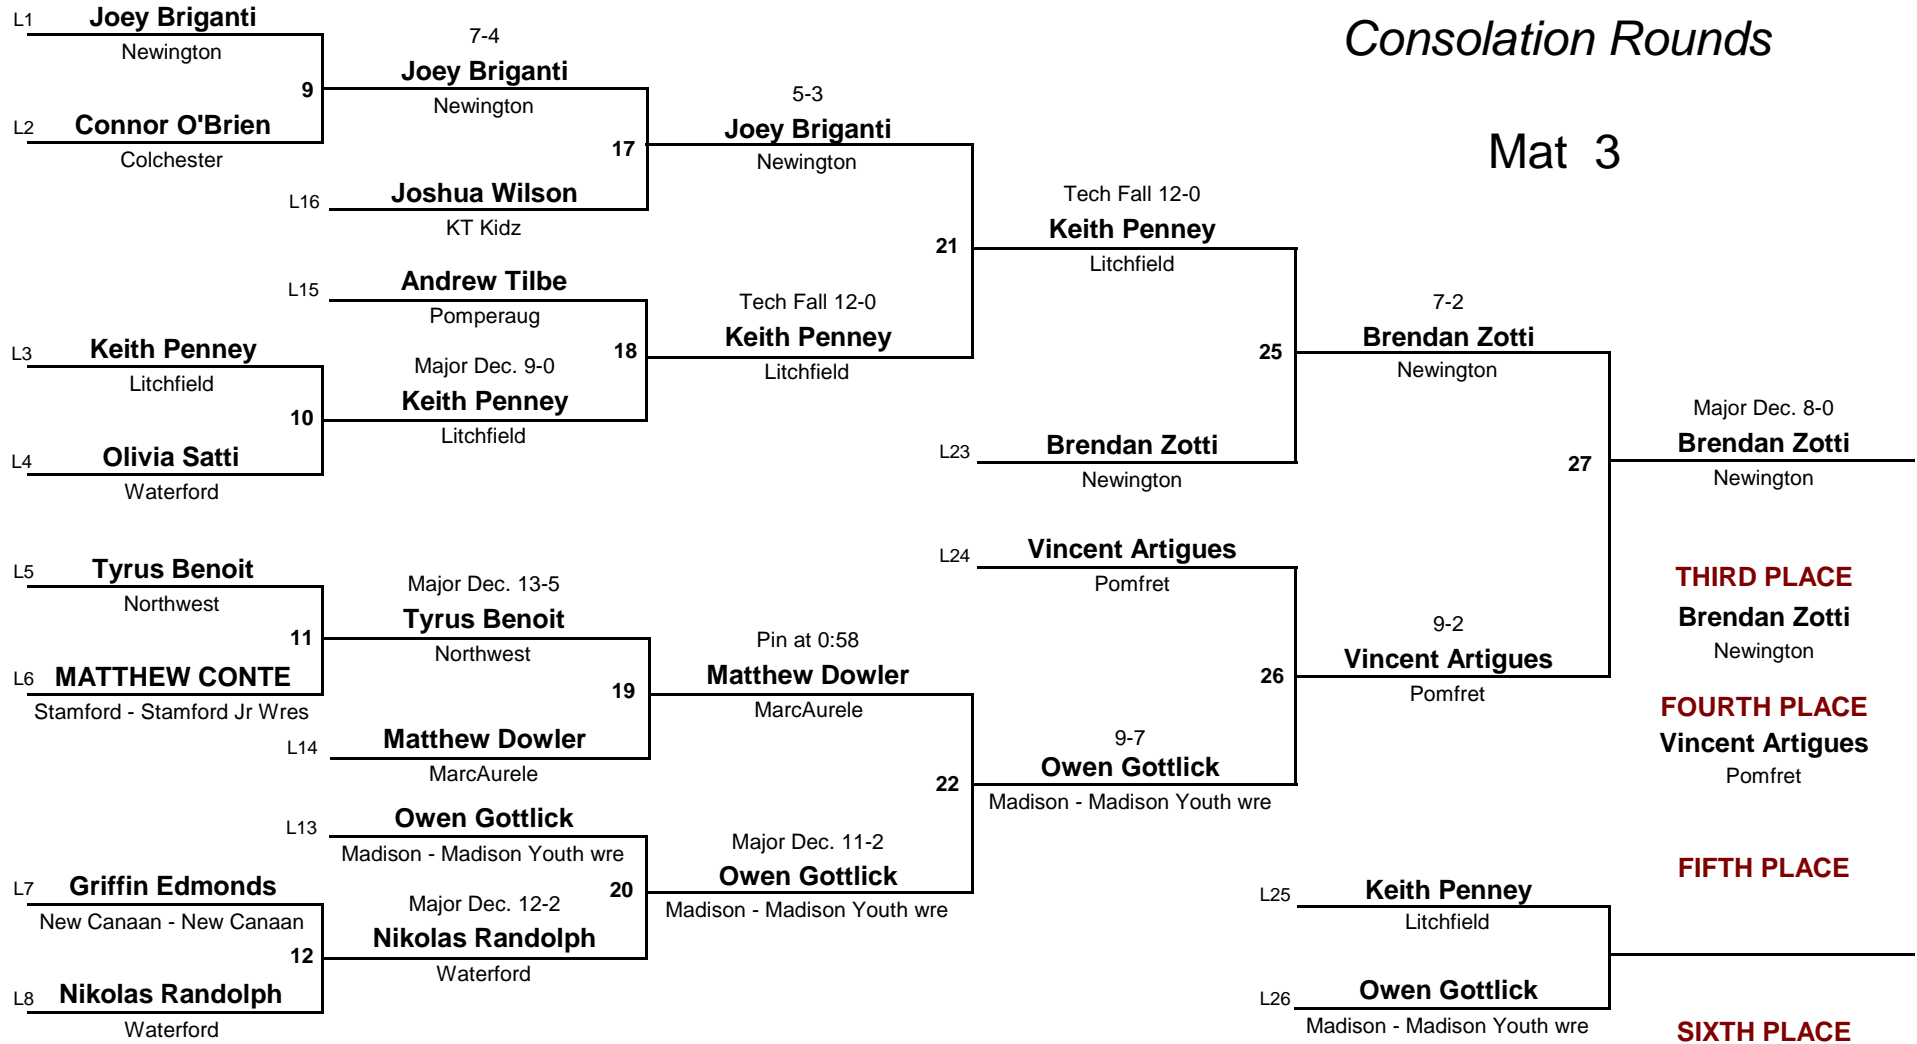 Consolation Rounds
Mat 3
L1 Joey Briganti
Newington
9
L2 Connor O'Brien
Colchester
7-4
Joey Briganti
Newington
17
L16 Joshua Wilson
KT Kidz
5-3
Joey Briganti
Newington
21
L15 Andrew Tilbe
Pomperaug
18
L3 Keith Penney
Litchfield
10
L4 Olivia Satti
Waterford
Major Dec. 9-0
Keith Penney
Litchfield
Tech Fall 12-0
Keith Penney
Litchfield
Tech Fall 12-0
Keith Penney
Litchfield
25
L23 Brendan Zotti
Newington
7-2
Brendan Zotti
Newington
27
Major Dec. 8-0
Brendan Zotti
Newington
L5 Tyrus Benoit
Northwest
11
L6 MATTHEW CONTE
Stamford - Stamford Jr Wres
Major Dec. 13-5
Tyrus Benoit
Northwest
19
L14 Matthew Dowler
MarcAurele
Pin at 0:58
Matthew Dowler
MarcAurele
22
L13 Owen Gottlick
Madison - Madison Youth wre
20
L7 Griffin Edmonds
New Canaan - New Canaan
12
L8 Nikolas Randolph
Waterford
Major Dec. 12-2
Nikolas Randolph
Waterford
Major Dec. 11-2
Owen Gottlick
Madison - Madison Youth wre
L24 Vincent Artigues
Pomfret
26
9-7
Owen Gottlick
Madison - Madison Youth wre
9-2
Vincent Artigues
Pomfret
THIRD PLACE
Brendan Zotti
Newington
FOURTH PLACE
Vincent Artigues
Pomfret
L25 Keith Penney
Litchfield
L26 Owen Gottlick
Madison - Madison Youth wre
FIFTH PLACE
SIXTH PLACE